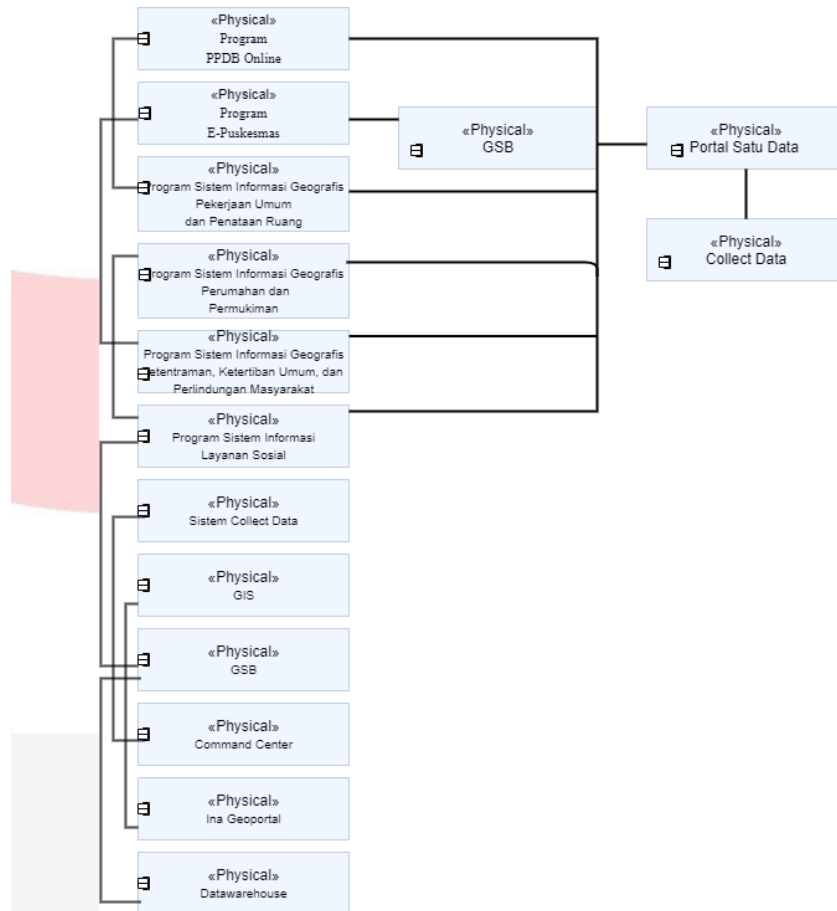 «Physical»
Program
PPDB Online
«Physical»
Program
E-Puskesmas
«Physical»
GSB
«Physical»
Portal Satu Data
«Physical»
Program Sistem Informasi Geografis
Pekerjaan Umum
dan Penataan Ruang
«Physical»
Collect Data
«Physical»
Program Sistem Informasi Geografis
Perumahan dan
Permukiman
«Physical»
Program Sistem Informasi Geografis
Ketentraman, Ketertiban Umum, dan
Perlindungan Masyarakat
«Physical»
Program Sistem Informasi
Layanan Sosial
«Physical»
Sistem Collect Data
«Physical»
GIS
«Physical»
GSB
«Physical»
Command Center
«Physical»
Ina Geoportal
«Physical»
Datawarehouse